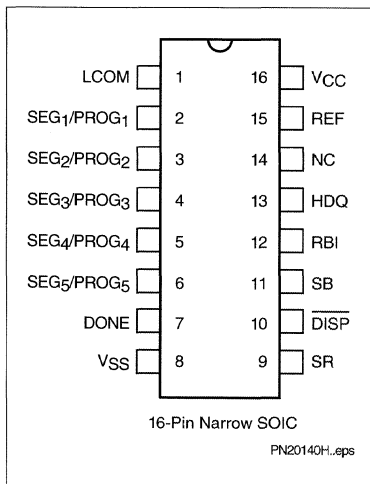 LCOM 1 16 VCC
SEG1/PROG1 2 15 REF
SEG2/PROG2 3 14 NC
SEG3/PROG3 4 13 HDQ
SEG4/PROG4 5 12 RBI
SEG5/PROG5 6 11 SB
DONE 7 10 DISP
VSS 8 9 SR
16-Pin Narrow SOIC
PN20140H..eps